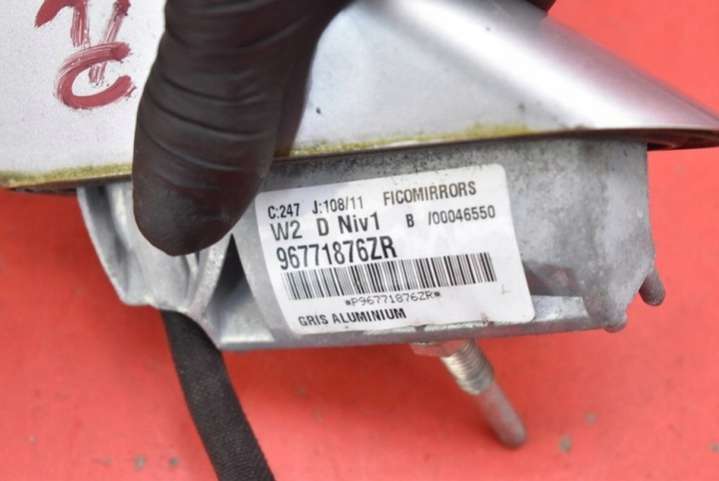 C:247 J:108/11 FICOMIRRORS
W2 D Niv1 B /00046550
96771876ZR
*P96771876ZR*
GRIS ALUMINIUM